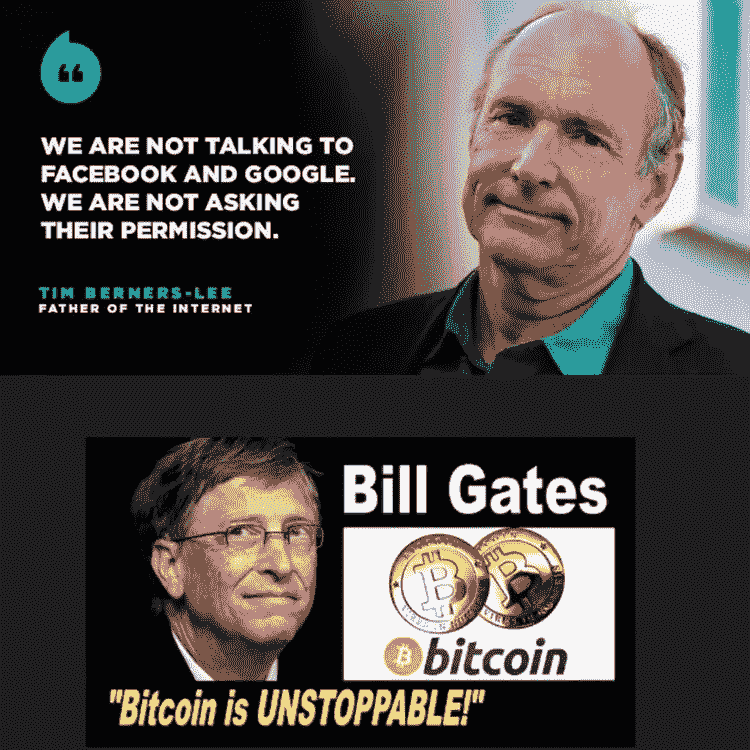 WE ARE NOT TALKING TO
FACEBOOK AND GOOGLE.
WE ARE NOT ASKING
THEIR PERMISSION.
TIM BERNERS-LEE
FATHER OF THE INTERNET
Bill Gates
bitcoin
"Bitcoin is UNSTOPPABLE!"